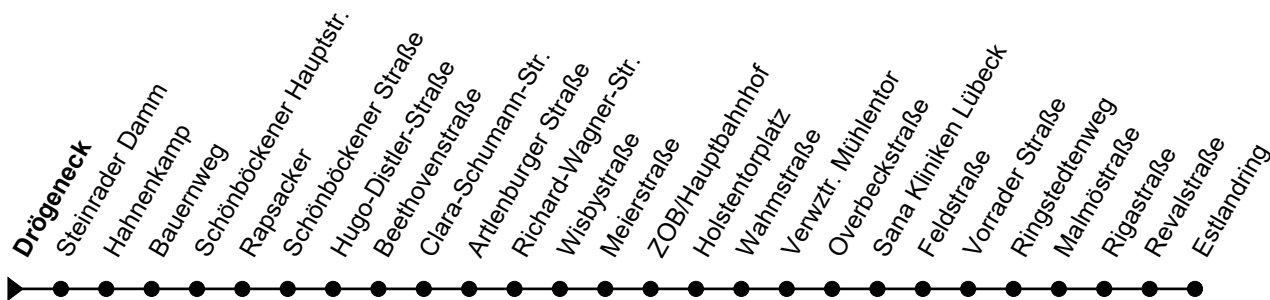 Drögeneck
Steinrader Damm
Hahnenkamp
Bauernweg
Schönböckener Hauptstr.
Rapsacker
Schönböckener Straße
Hugo-Distler-Straße
Beethovenstraße
Clara-Schumann-Str.
Artlenburger Straße
Richard-Wagner-Str.
Wisbystraße
Meierstraße
ZOB/Hauptbahnhof
Holstentorplatz
Wahmstraße
Verwztr. Mühlentor
Overbeckstraße
Sana Kliniken Lübeck
Feldstraße
Vorrader Straße
Ringstedtenweg
Malmöstraße
Rigastraße
Revalstraße
Estlandring